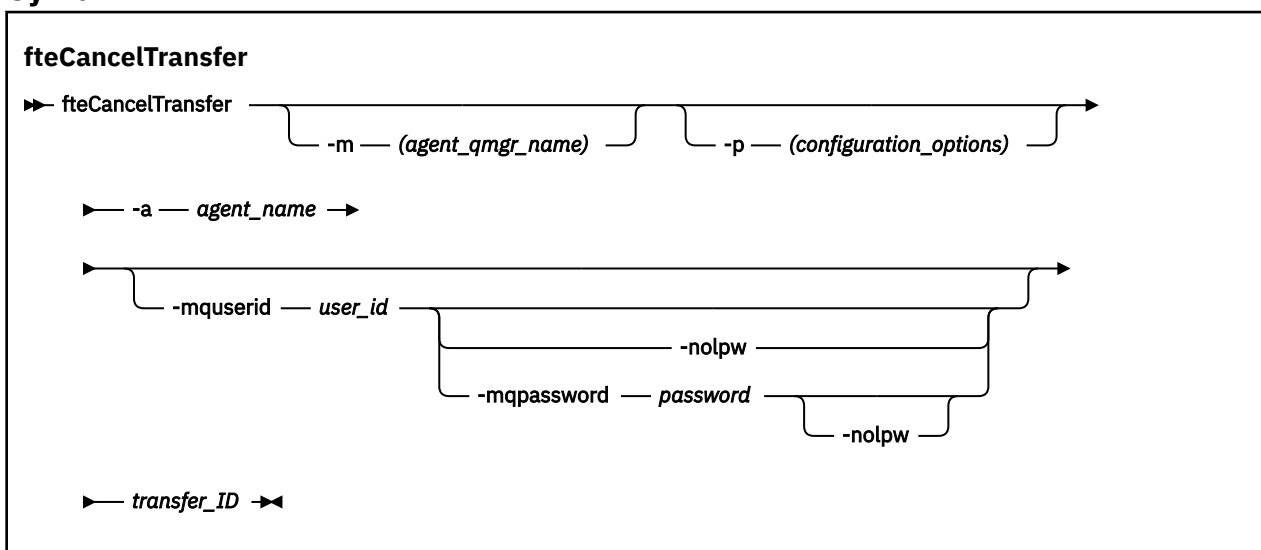 fteCancelTransfer
fteCancelTransfer
-m (agent_qmgr_name) -p (configuration_options)
-a agent_name
-mquserid user_id
-nolpw
-mqpassword password
-nolpw
transfer_ID